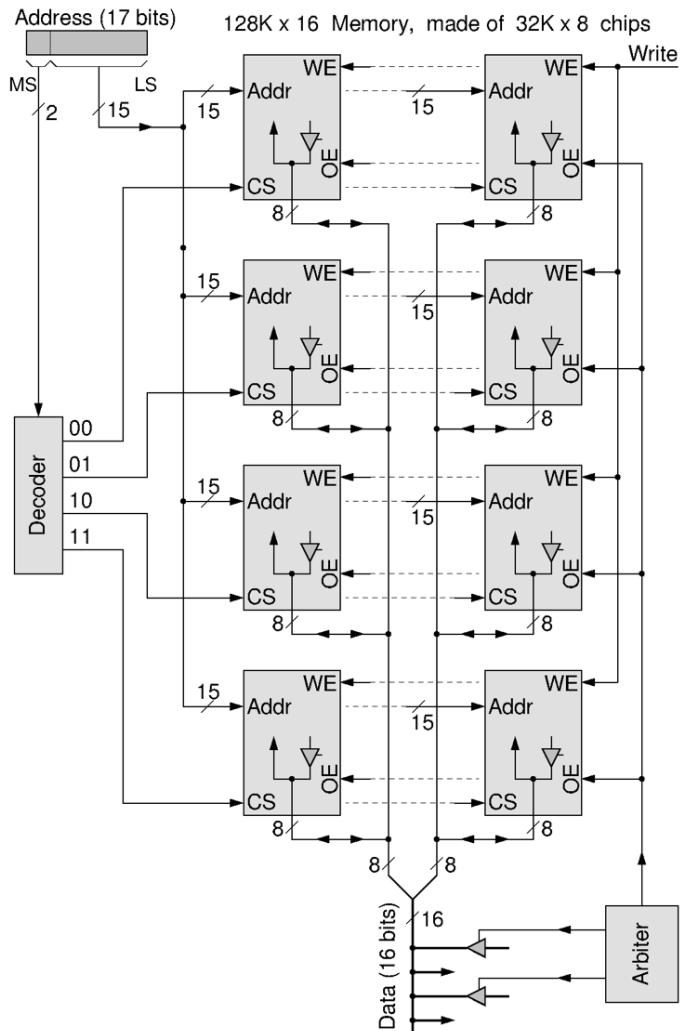 Address (17 bits)
128K x 16 Memory, made of 32K x 8 chips
MS
LS
2
15
Write
15
Addr
WE
OE
CS
8
15
Addr
WE
OE
CS
8
15
Addr
WE
OE
CS
8
15
Addr
WE
OE
CS
8
Decoder
00
01
10
11
15
Addr
WE
OE
CS
8
15
Addr
WE
OE
CS
8
15
Addr
WE
OE
CS
8
15
Addr
WE
OE
CS
8
8
8
16
Data (16 bits)
Arbiter